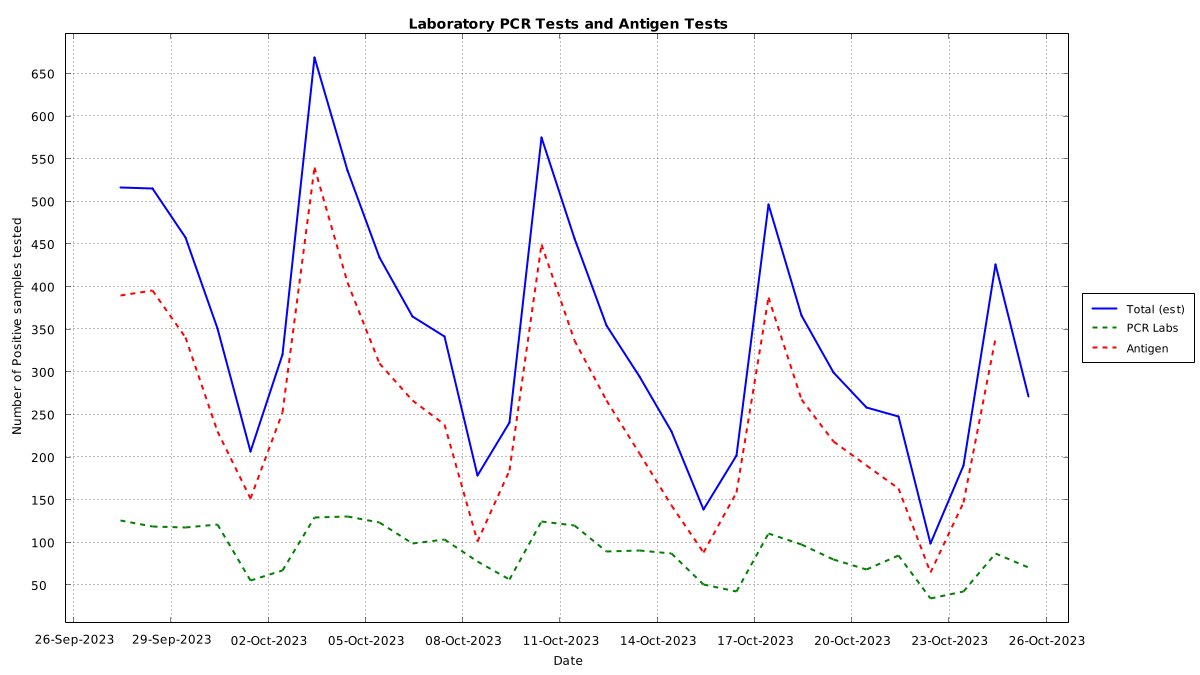 Laboratory PCR Tests and Antigen Tests
Number of Positive samples tested
650
600
550
500
450
400
350
300
250
200
150
100
50
26-Sep-2023 29-Sep-2023 02-Oct-2023 05-Oct-2023 08-Oct-2023 11-Oct-2023 14-Oct-2023 17-Oct-2023 20-Oct-2023 23-Oct-2023 26-Oct-2023
Date
Total (est)
PCR Labs
Antigen